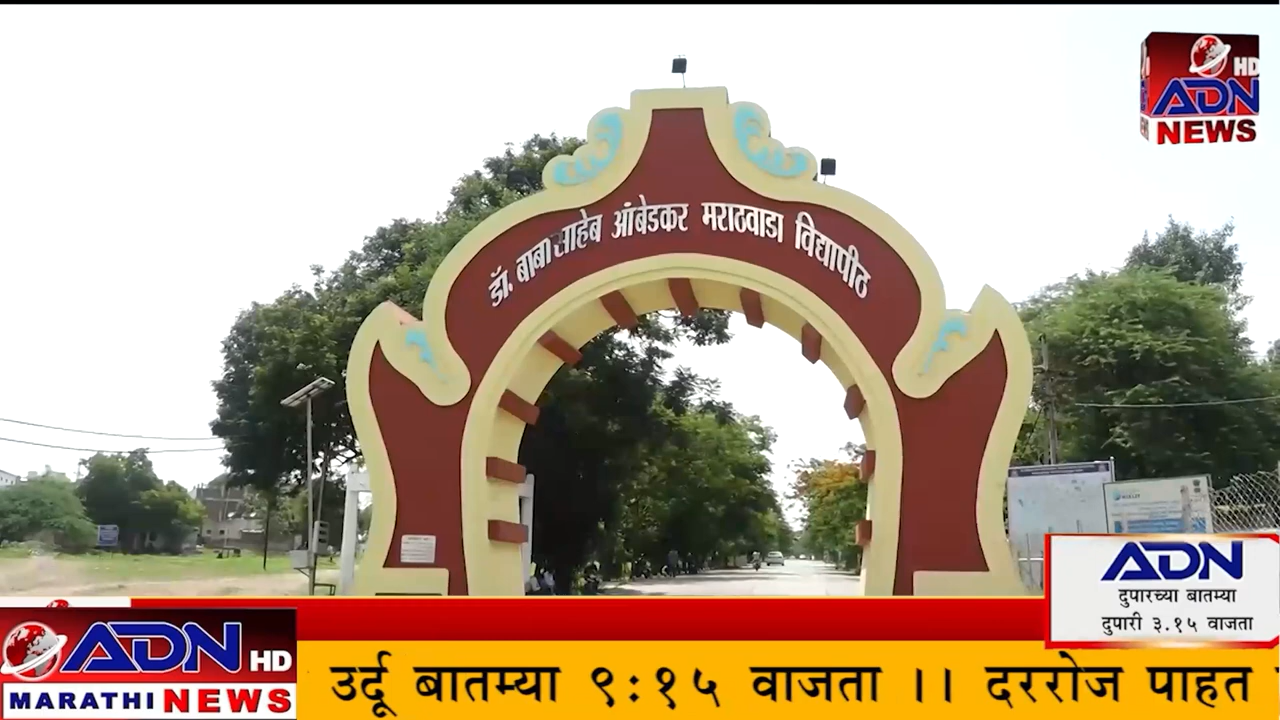 HD
ADN
NEWS
डॉ. बाबासाहेब आंबेडकर मराठवाडा विद्यापीठ
ADN
दुपारच्या बातम्या
दुपारी ३.१५ वाजता
ADN HD
MARATHI NEWS
उर्दू बातम्या ९:१५ वाजता ।। दररोज पाहत